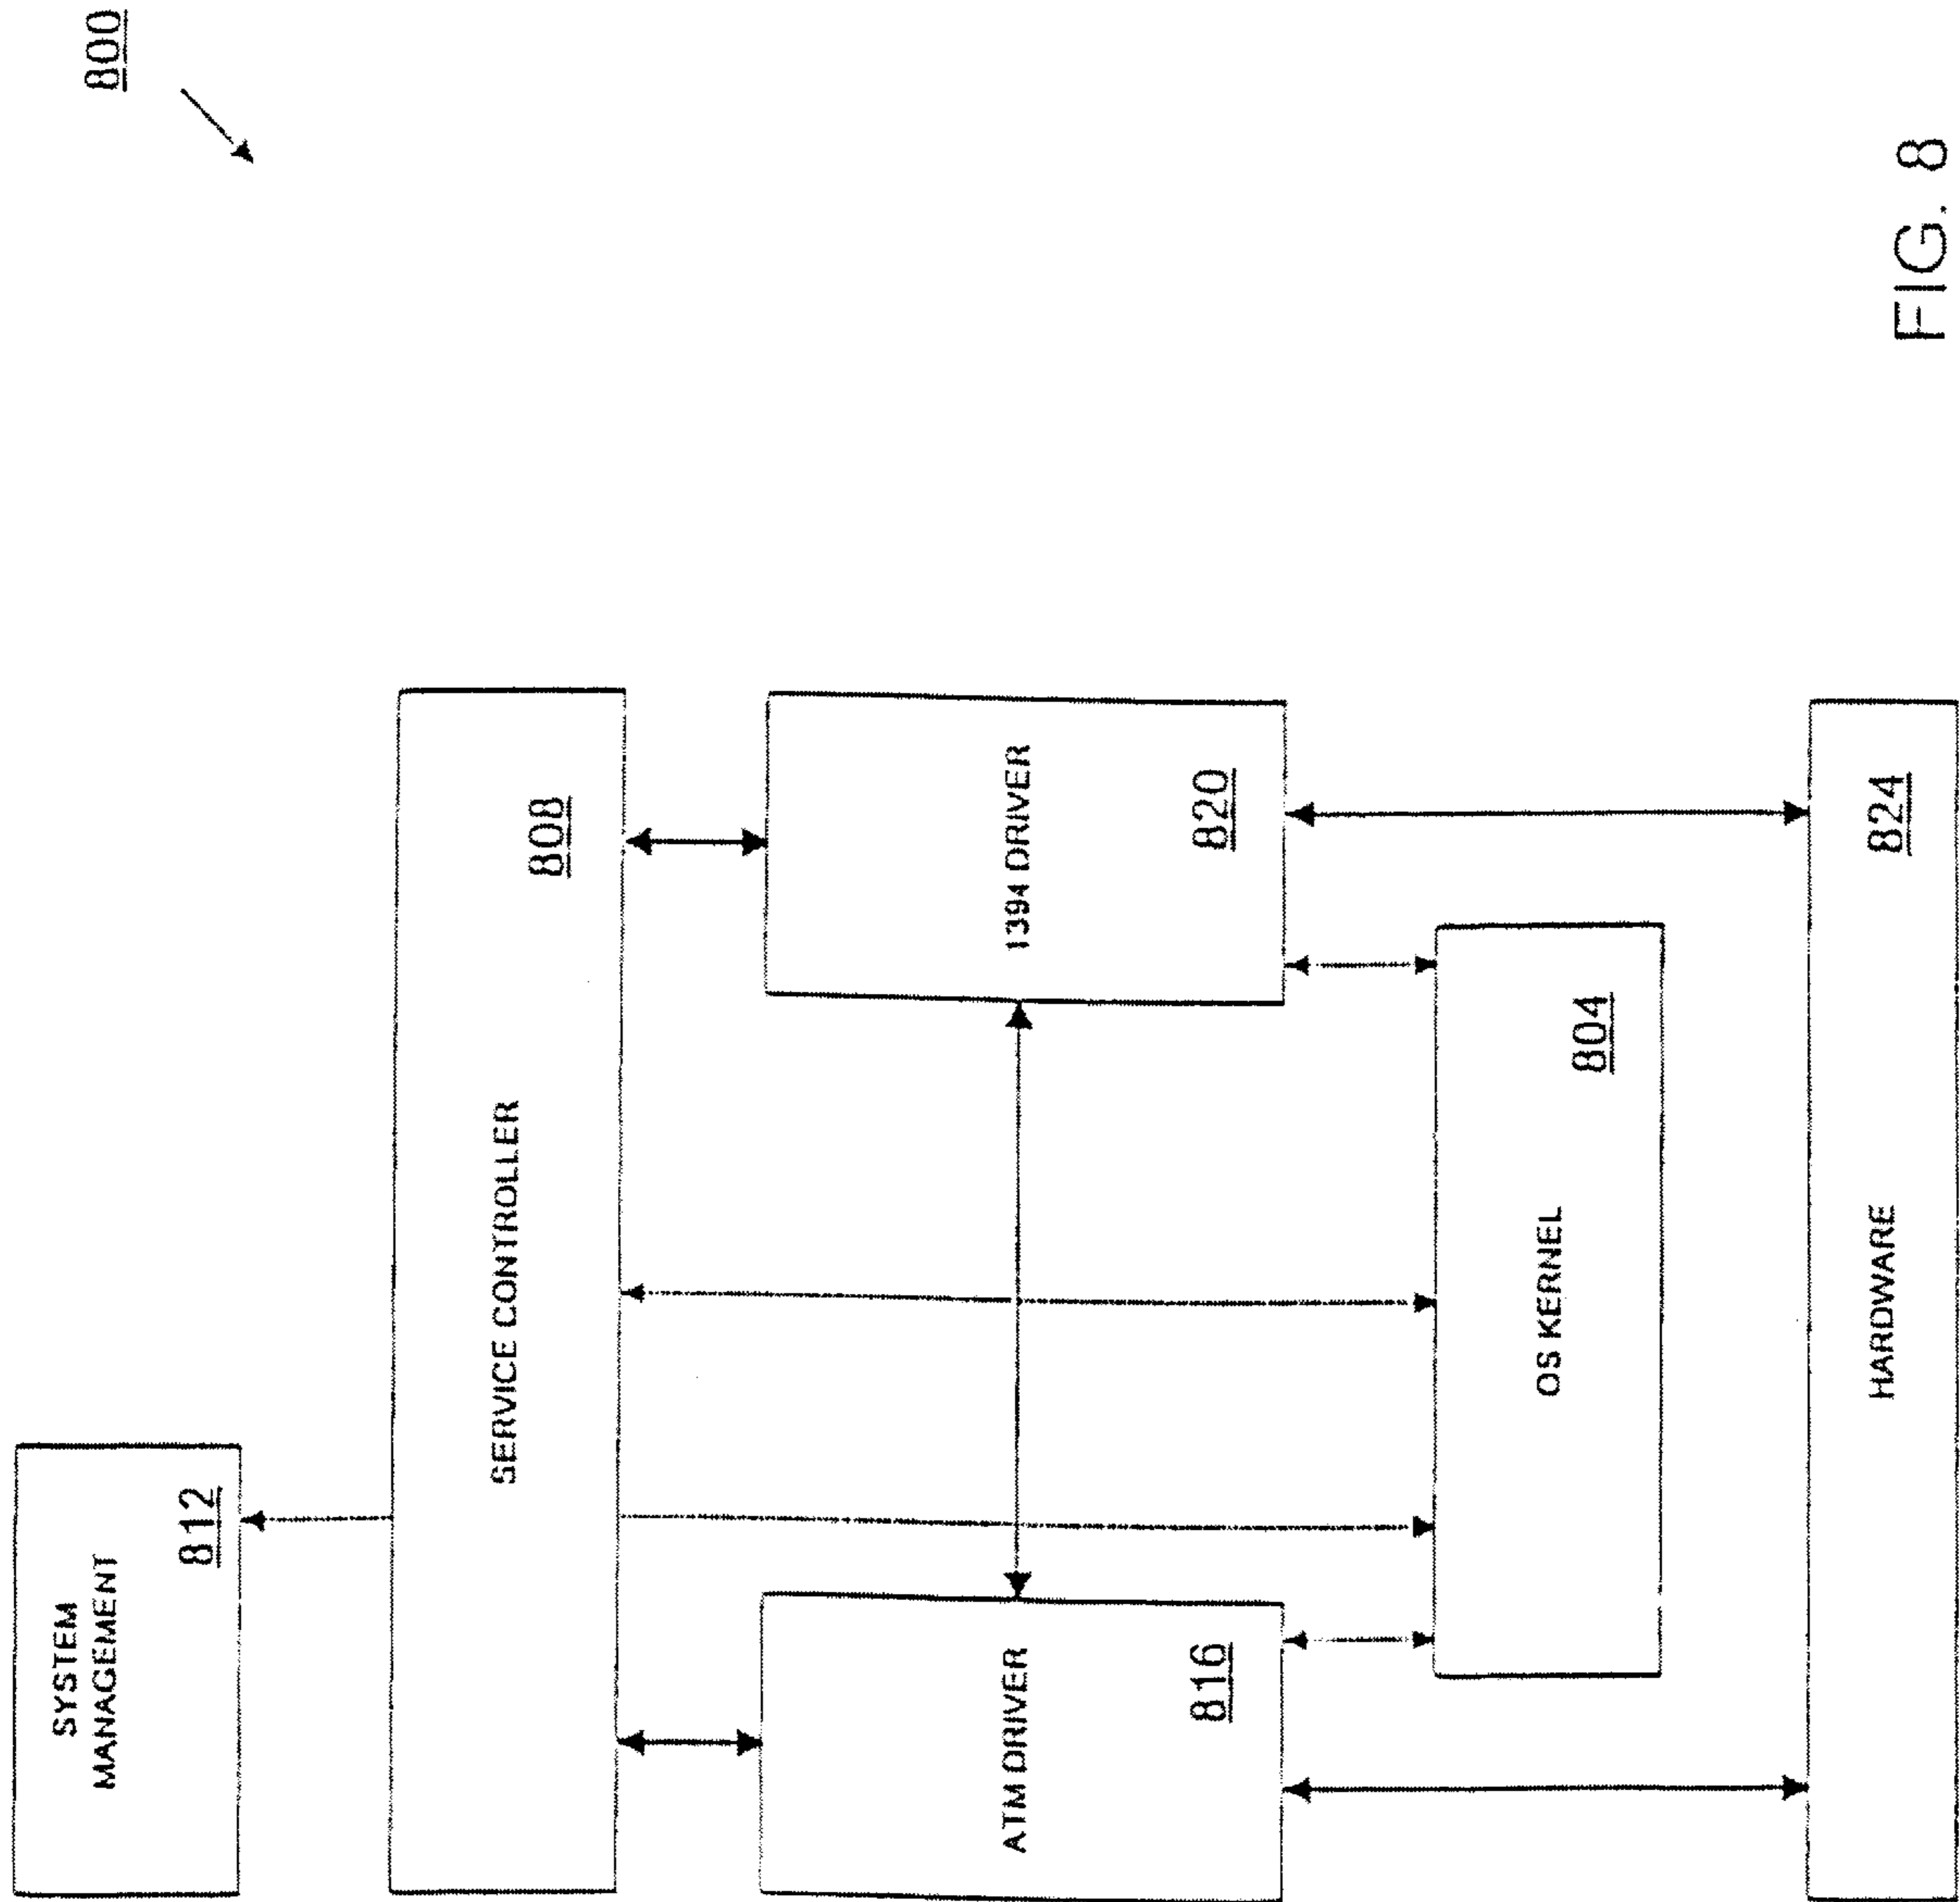 800
SYSTEM
MANAGEMENT
812
SERVICE CONTROLLER
808
ATM DRIVER
816
1394 DRIVER
820
OS KERNEL
804
HARDWARE
824
FIG. 8